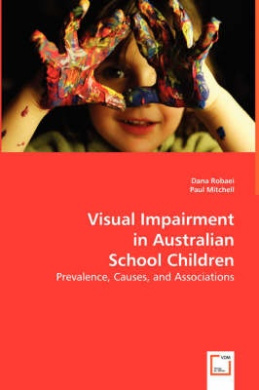 Dana Robaei
Paul Mitchell
Visual Impairment
in Australian
School Children
Prevalence, Causes, and Associations
VDM